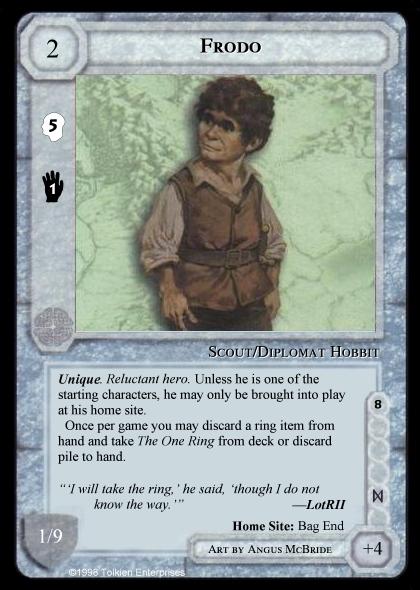 2
Frodo
5
1
Scout/Diplomat Hobbit
Unique. Reluctant hero. Unless he is one of the
starting characters, he may only be brought into play
at his home site.
Once per game you may discard a ring item from
hand and take The One Ring from deck or discard
pile to hand.
8
“‘I will take the ring,’ he said, ‘though I do not
know the way.’” —LotRII
Home Site: Bag End
1/9
Art by Angus McBride
+4
©1998 Tolkien Enterprises